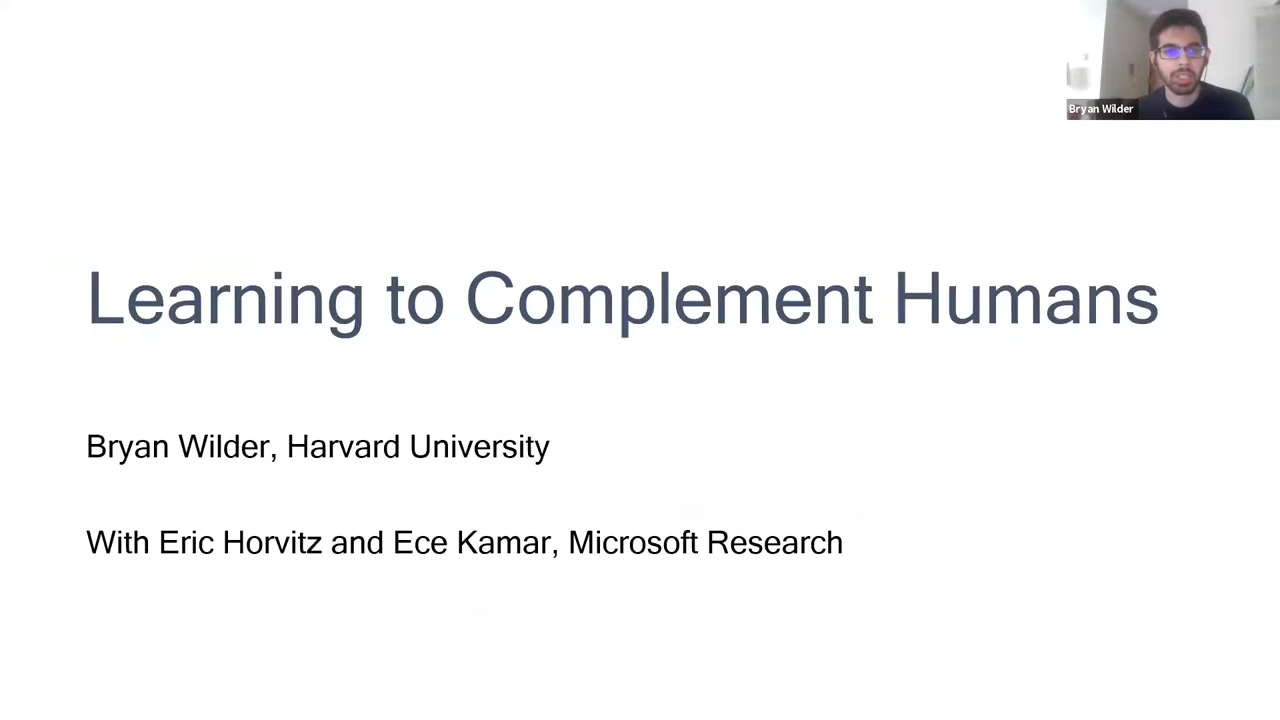 Bryan Wilder
Learning to Complement Humans
Bryan Wilder, Harvard University
With Eric Horvitz and Ece Kamar, Microsoft Research